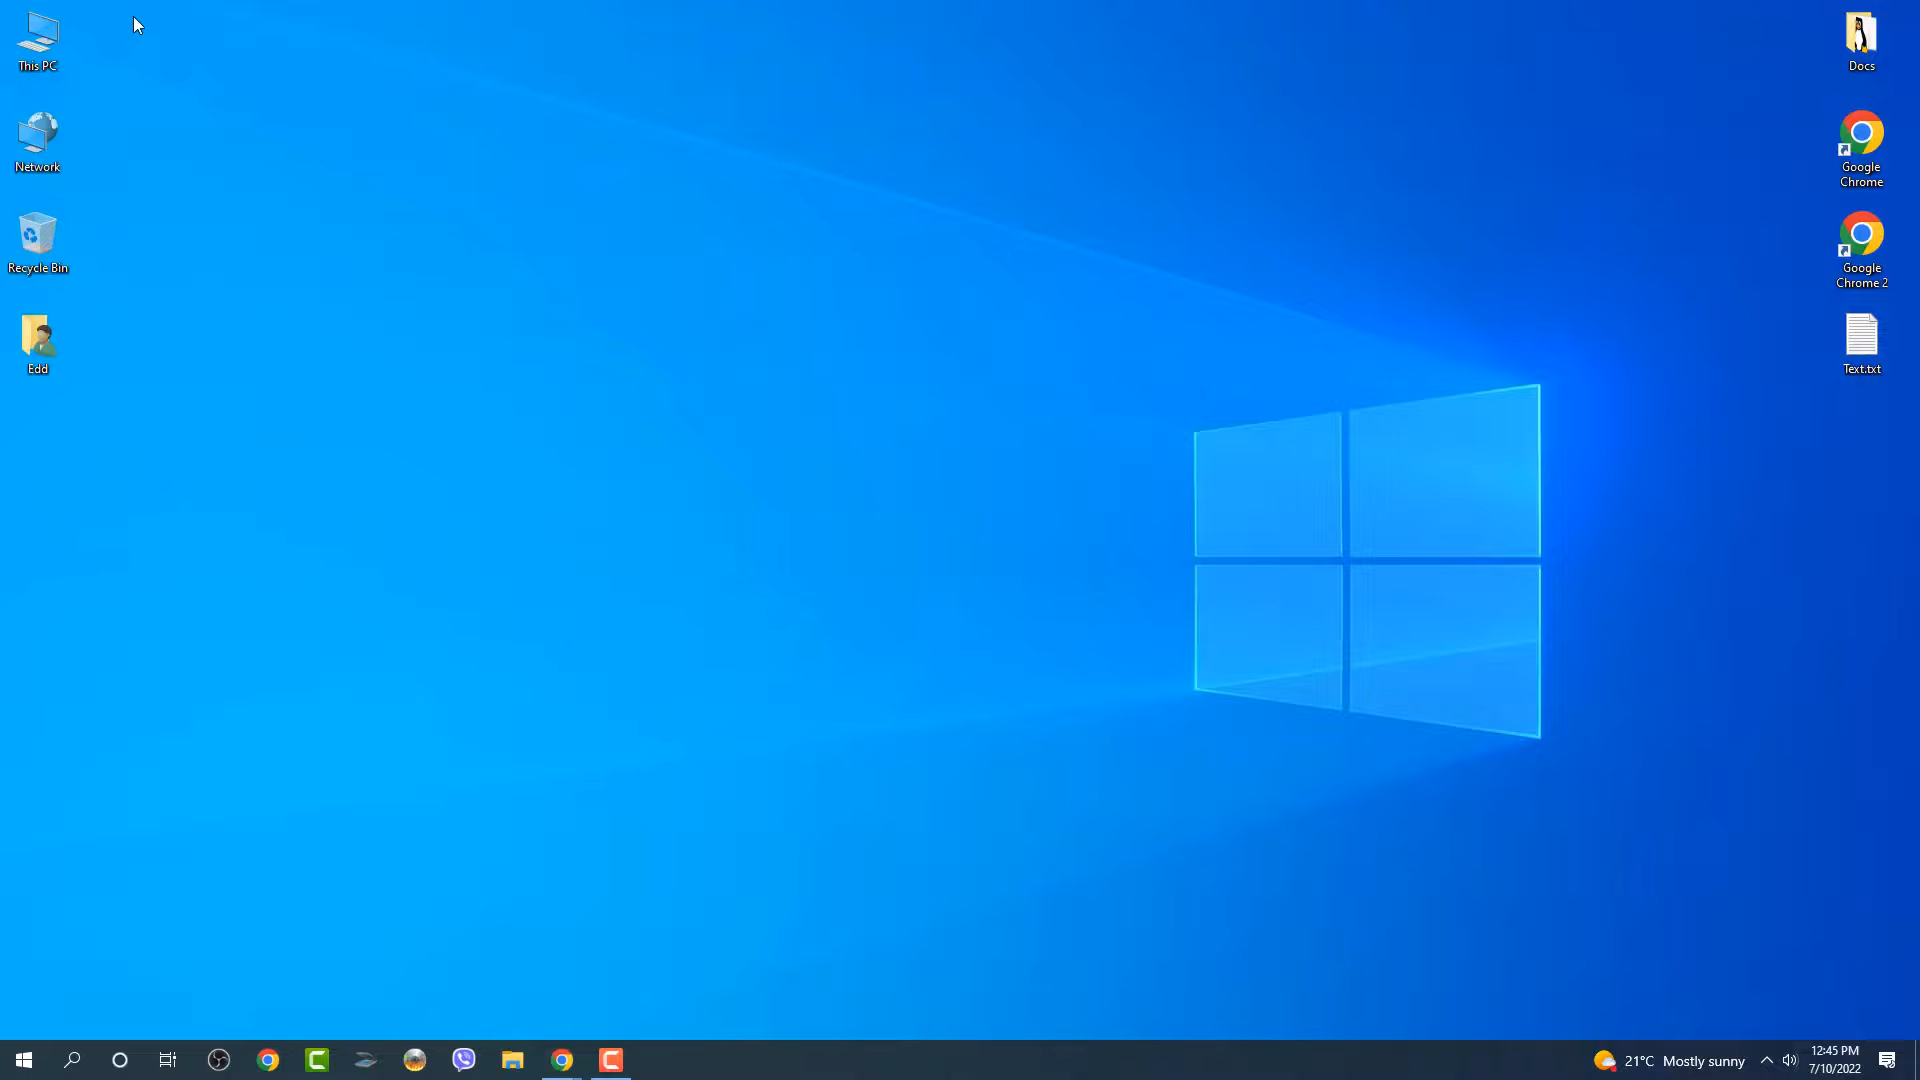 This PC
Network
Recycle Bin
Edd
Docs
Google
Chrome
Google
Chrome 2
Text.txt
21°C Mostly sunny
12:45 PM
7/10/2022